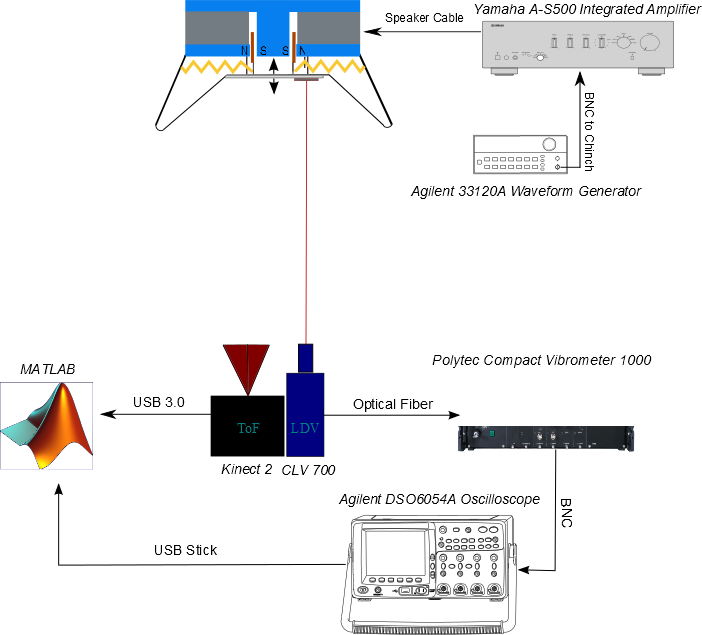 Speaker Cable
Yamaha A-S500 Integrated Amplifier
N S S N
BNC to Chinch
Agilent 33120A Waveform Generator
MATLAB
USB 3.0
ToF
LDV
Kinect 2
CLV 700
Optical Fiber
Polytec Compact Vibrometer 1000
BNC
Agilent DSO6054A Oscilloscope
USB Stick